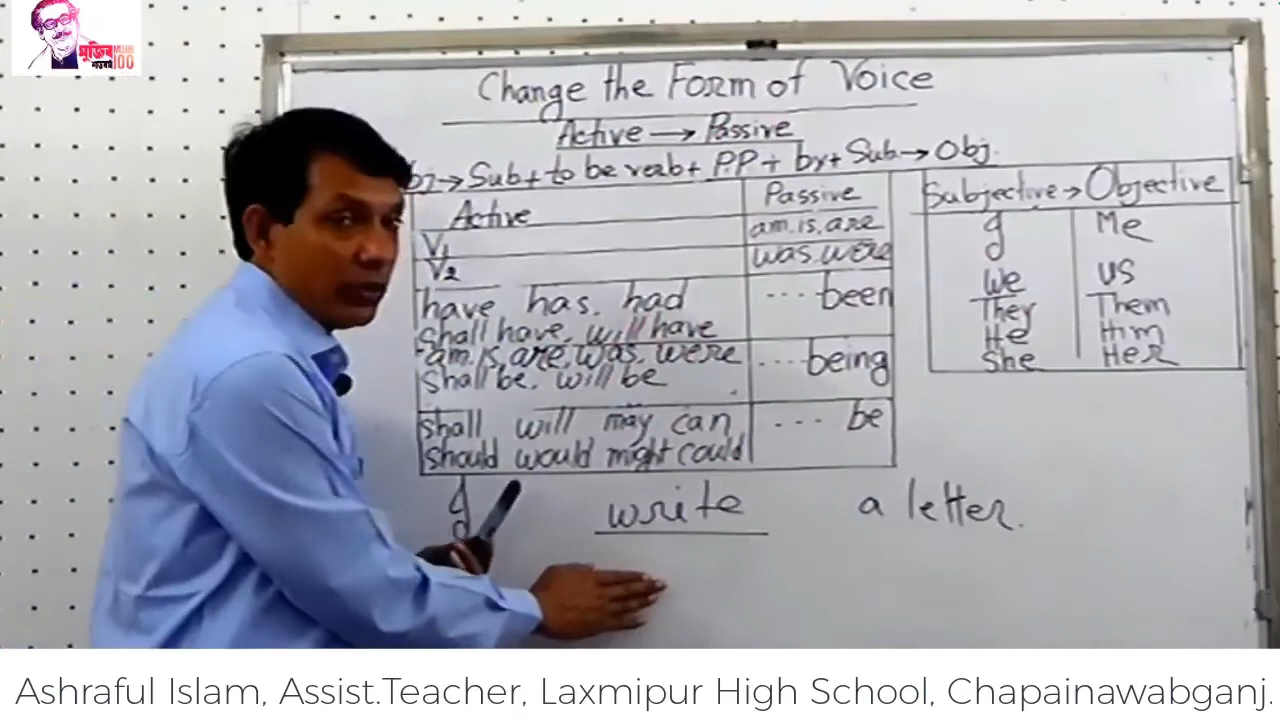 মুজিব
শতবর্ষ
100
Change the Form of Voice
Active → Passive
→ Sub + to be verb + P.P + by + Sub → Obj.
Active Passive
V1 am. is. are
V2 was. were
have has. had ... been
shall have, will have
am. is, are, was. were .... being
shall be. will be
shall will may can .... be
should would might could
Subjective → Objective
I Me
We us
They Them
He Him
She Her
I write a letter.
Ashraful Islam, Assist.Teacher, Laxmipur High School, Chapainawabganj.